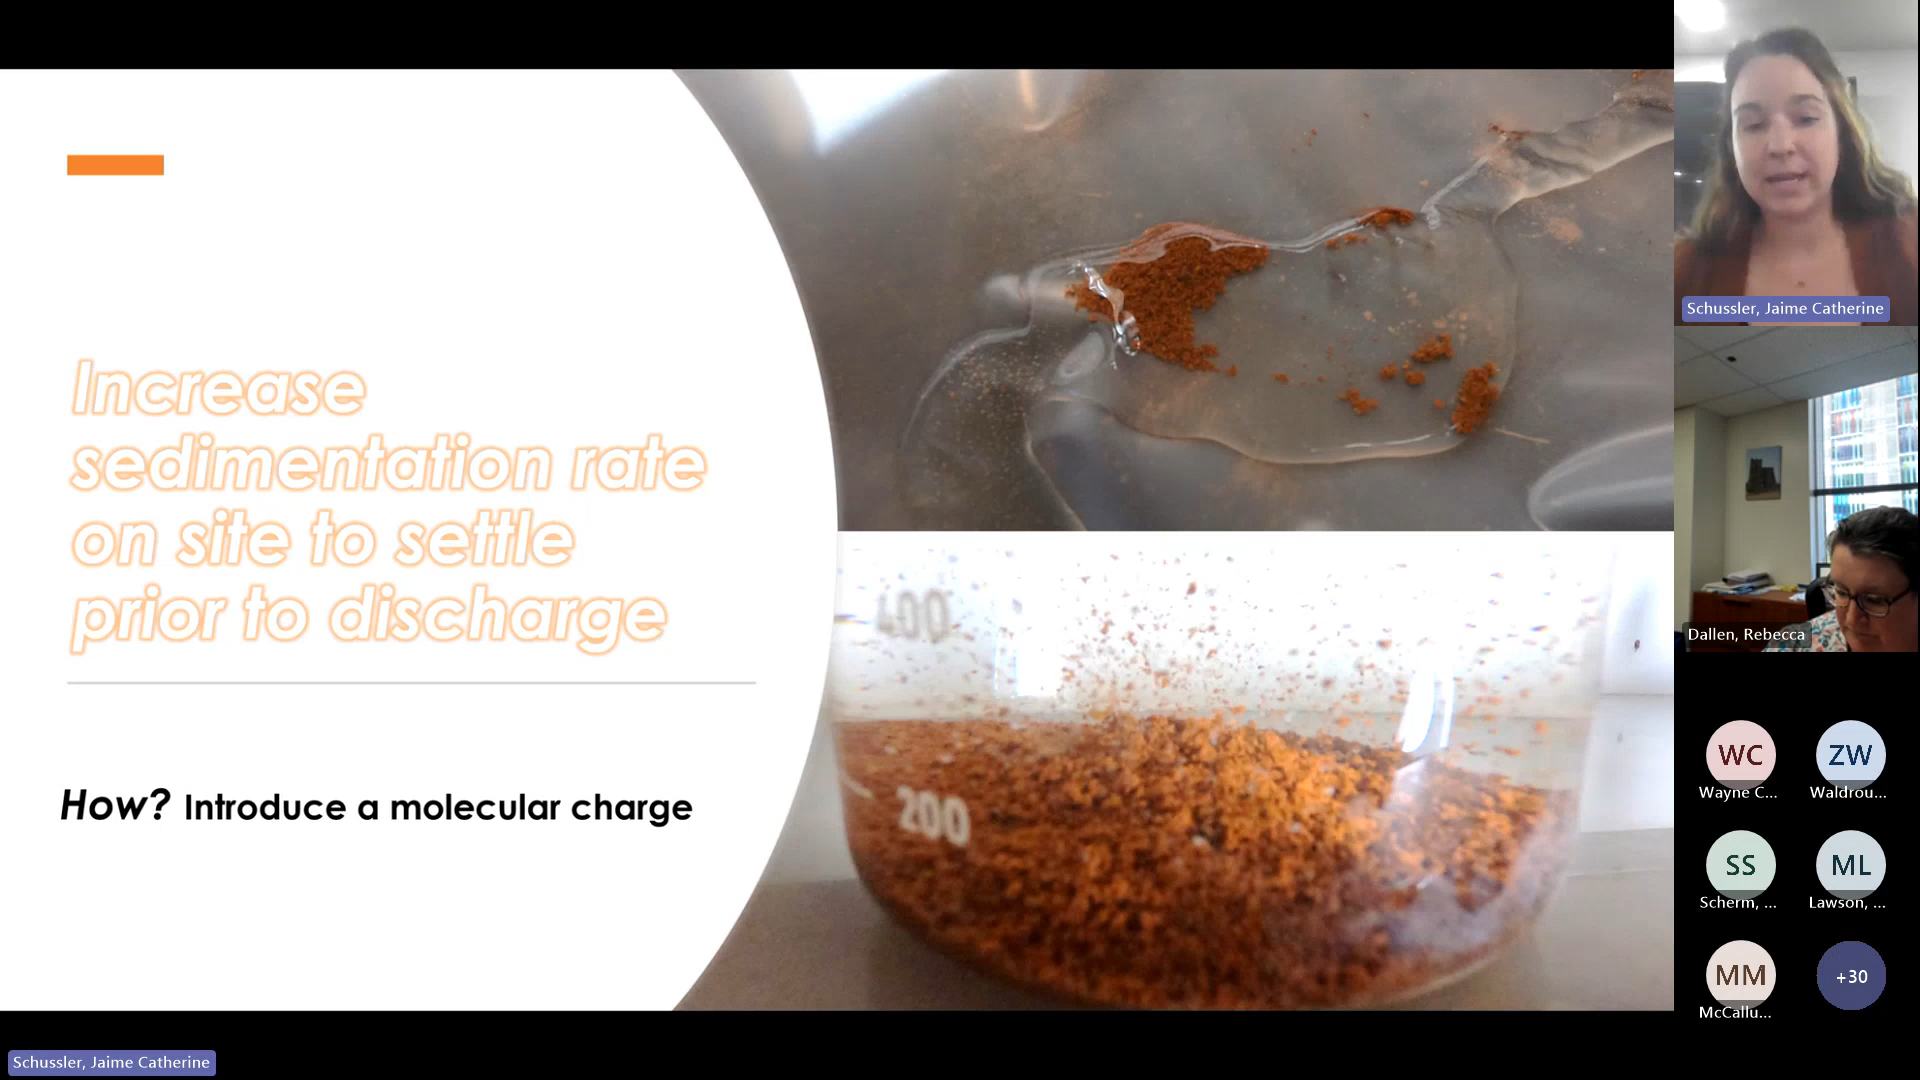 Increase
sedimentation rate
on site to settle
prior to discharge
How? Introduce a molecular charge
400
200
Schussler, Jaime Catherine
Dallen, Rebecca
WC
ZW
Wayne C...
Waldrou...
SS
ML
Scherm, ...
Lawson, ...
MM
+30
McCallu...
Schussler, Jaime Catherine